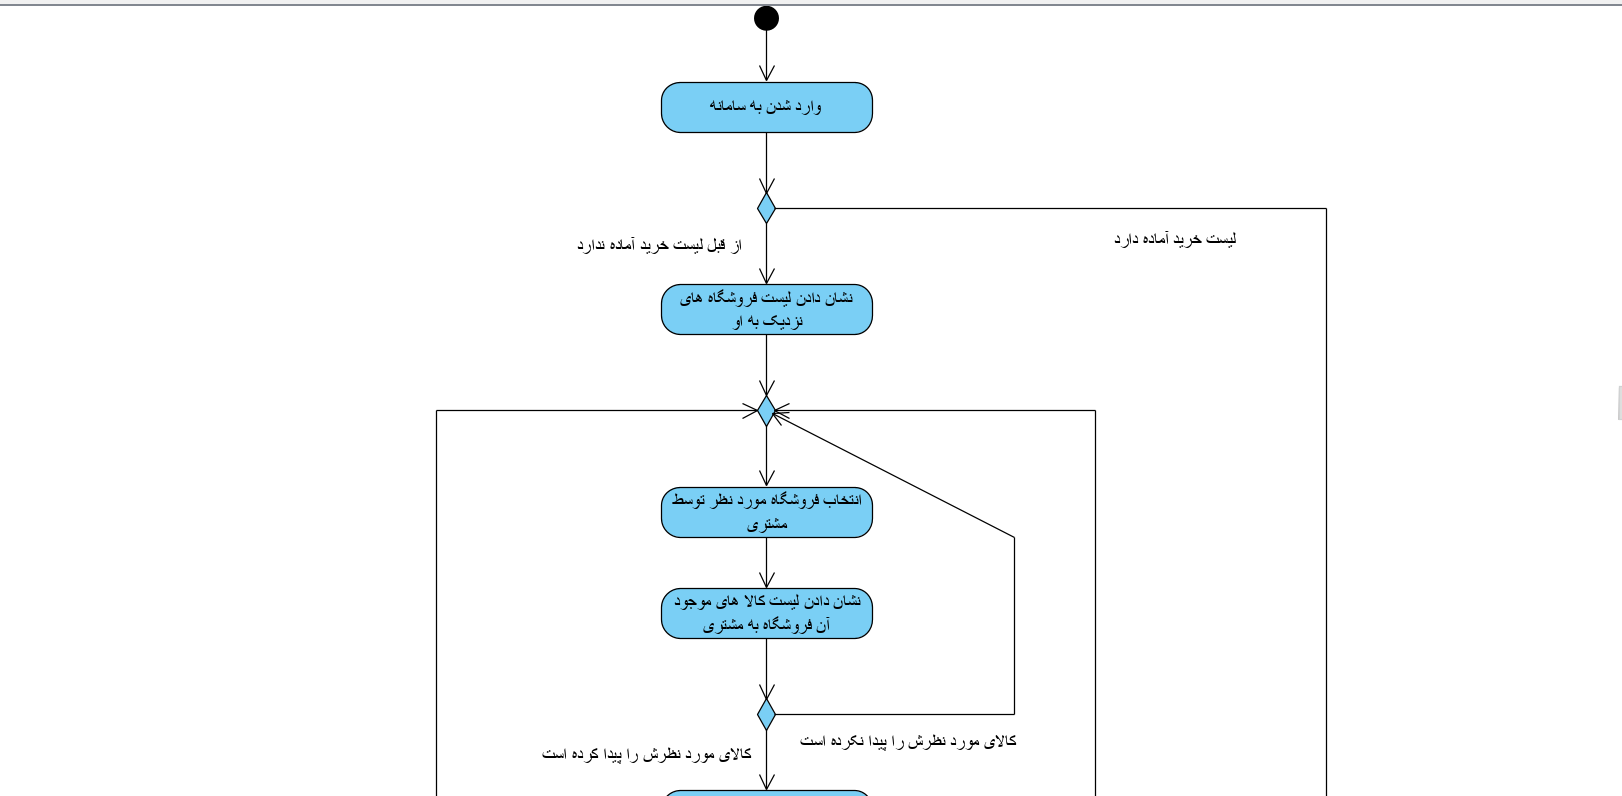 وارد شدن به سامانه
لیست خرید آماده دارد
از قبل لیست خرید آماده ندارد
نشان دادن لیست فروشگاه های
نزدیک به او
انتخاب فروشگاه مورد نظر توسط
مشتری
نشان دادن لیست کالا های موجود
آن فروشگاه به مشتری
کالای مورد نظرش را پیدا نکرده است
کالای مورد نظرش را پیدا کرده است